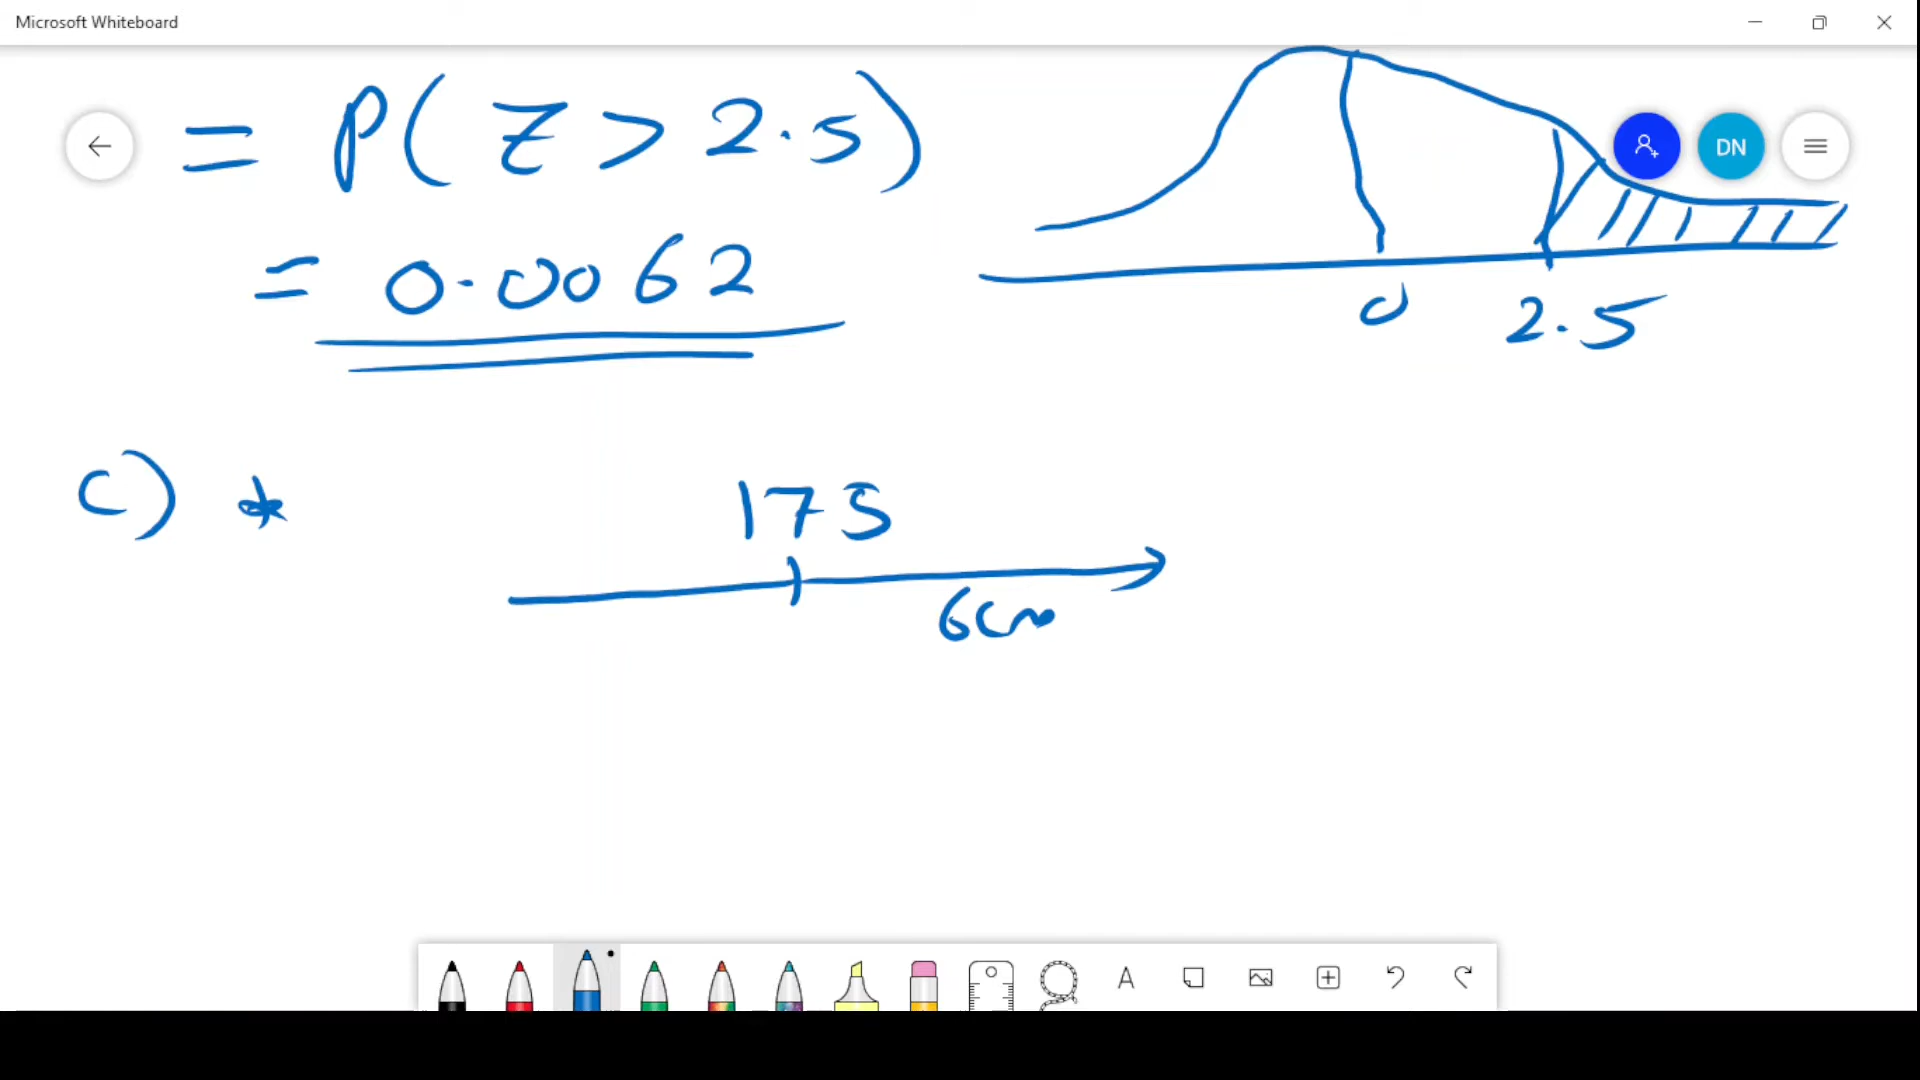 Microsoft Whiteboard
= P( Z > 2.5)
DN
= 0.0062
0 2.5
c) *
175
6cm
A